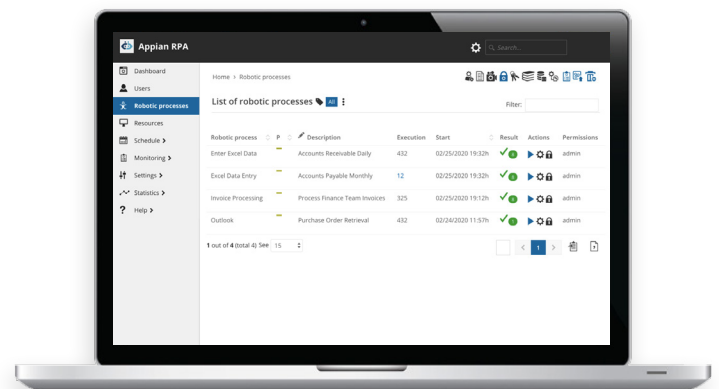 Appian RPA
Search...
Dashboard
Users
Robotic processes
Resources
Schedule >
Monitoring >
Settings >
Statistics >
Help >
Home > Robotic processes
List of robotic processes All
Filter:
Robotic process P Description Execution Start Result Actions Permissions
Enter Excel Data Accounts Receivable Daily 432 02/25/2020 19:32h admin
Excel Data Entry Accounts Payable Monthly 12 02/25/2020 19:32h admin
Invoice Processing Process Finance Team Invoices 325 02/25/2020 19:12h admin
Outlook Purchase Order Retrieval 432 02/24/2020 11:57h admin
1 out of 4 (total 4) See 15 < 1 >